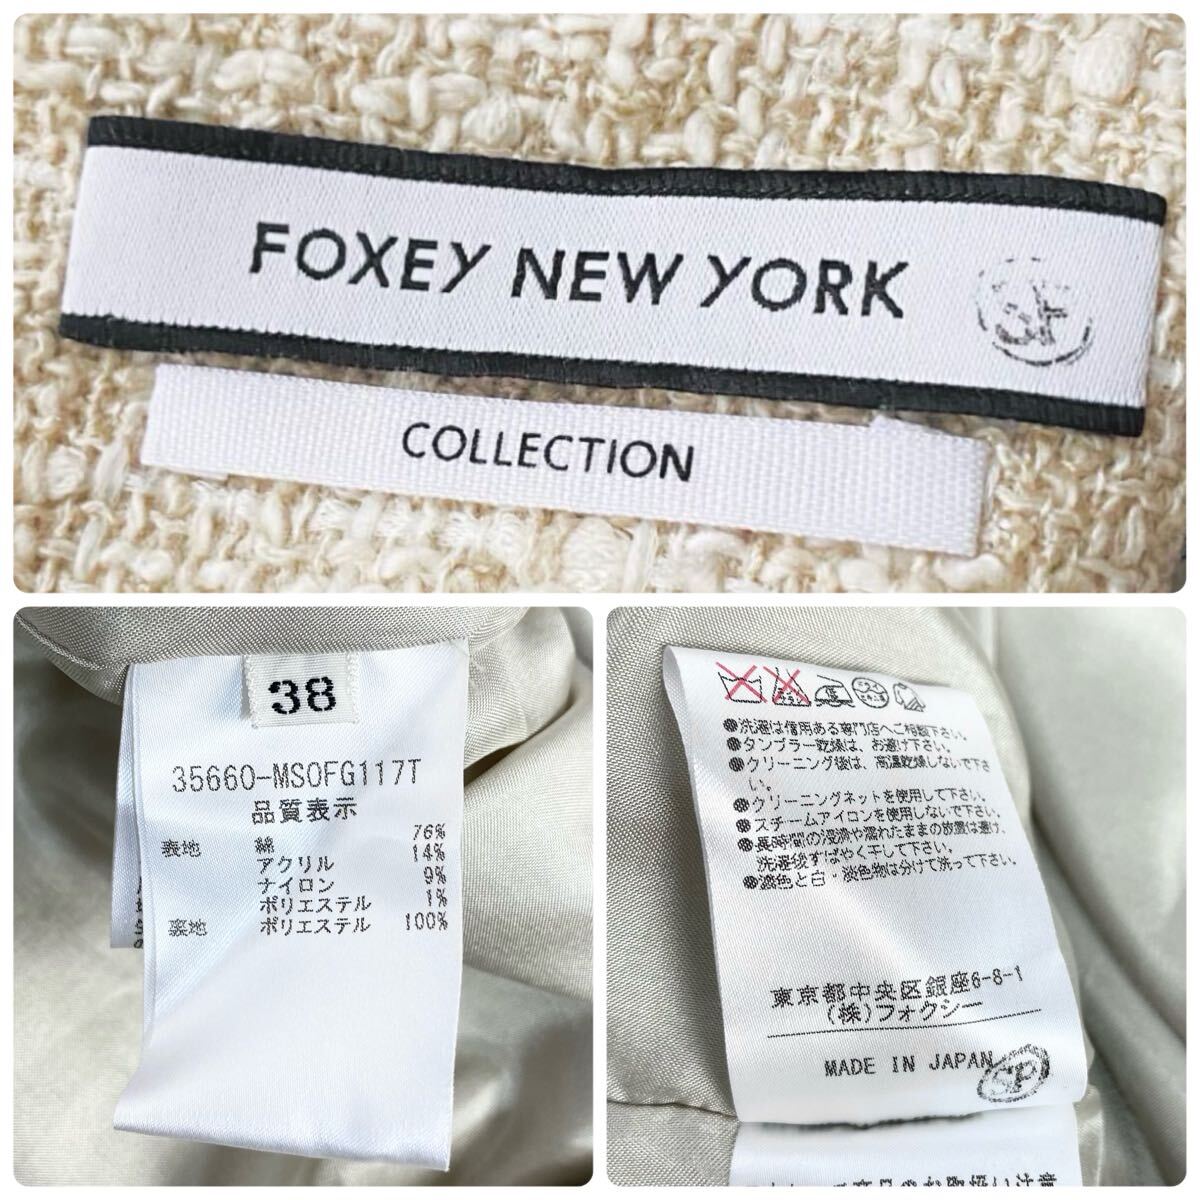 FOXEY NEW YORK
COLLECTION
38
35660-MSOFG117T
品質表示
表地 綿 76%
アクリル 14%
ナイロン 9%
ポリエステル 1%
裏地 ポリエステル 100%
●洗濯は信用ある専門店へご相談下さい。
●タンブラー乾燥は、お避け下さい。
●クリーニング後は、高温乾燥しないで下さ
い。
●クリーニングネットを使用して下さい。
●スチームアイロンを使用しないで下さい。
●長時間の浸漬や濡れたままの放置は避け、
洗濯後すばやく干して下さい。
●濃色と白・淡色物は分けて洗って下さい。
東京都中央区銀座6-8-1
(株)フォクシー
MADE IN JAPAN
SP